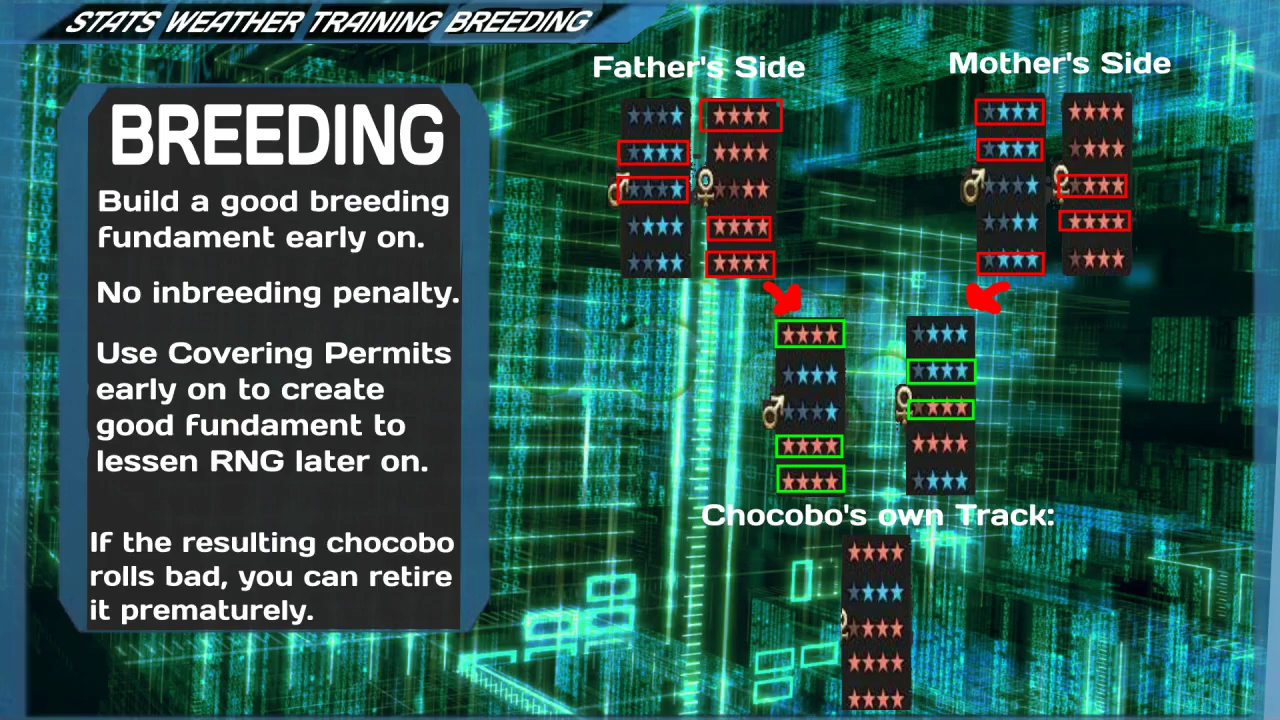 STATS WEATHER TRAINING BREEDING
BREEDING
Build a good breeding
fundament early on.
No inbreeding penalty.
Use Covering Permits
early on to create
good fundament to
lessen RNG later on.
If the resulting chocobo
rolls bad, you can retire
it prematurely.
Father's Side
Mother's Side
Chocobo's own Track: